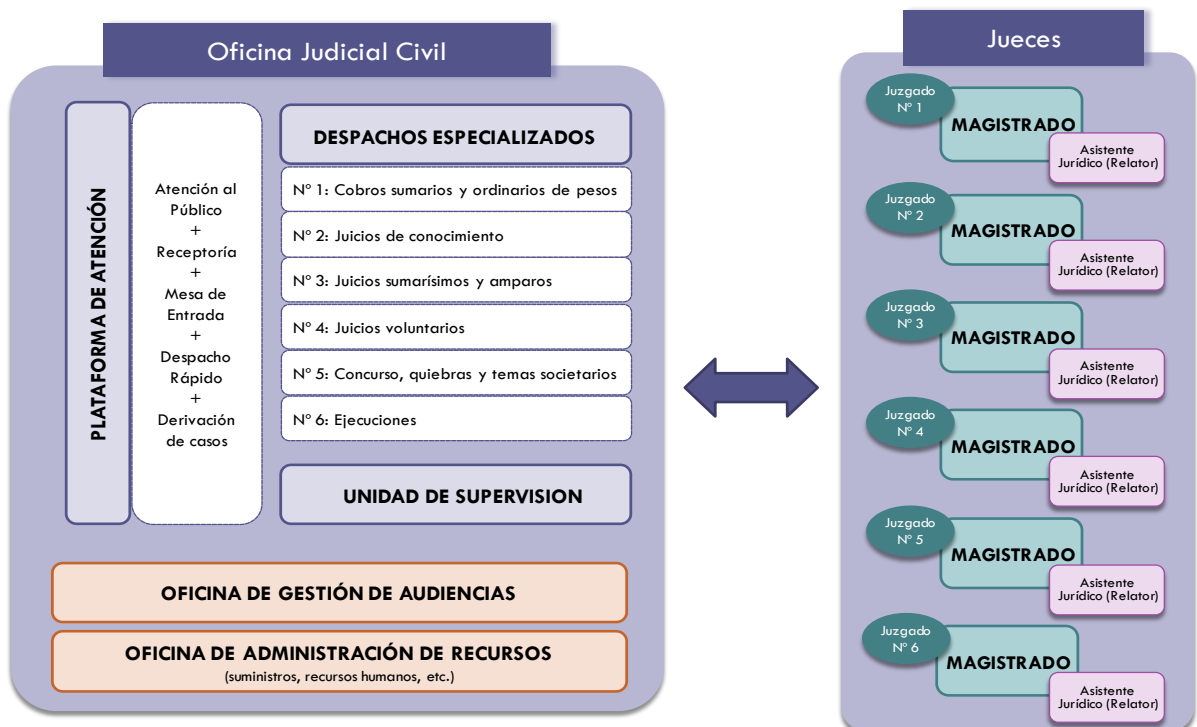 Oficina Judicial Civil
PLATAFORMA DE ATENCIÓN
Atención al
Público
+
Receptoría
+
Mesa de
Entrada
+
Despacho
Rápido
+
Derivación
de casos
DESPACHOS ESPECIALIZADOS
Nº 1: Cobros sumarios y ordinarios de pesos
Nº 2: Juicios de conocimiento
Nº 3: Juicios sumarísimos y amparos
Nº 4: Juicios voluntarios
Nº 5: Concurso, quiebras y temas societarios
Nº 6: Ejecuciones
UNIDAD DE SUPERVISION
OFICINA DE GESTIÓN DE AUDIENCIAS
OFICINA DE ADMINISTRACIÓN DE RECURSOS
(suministros, recursos humanos, etc.)
Jueces
Juzgado
Nº 1
MAGISTRADO
Asistente
Jurídico (Relator)
Juzgado
Nº 2
MAGISTRADO
Asistente
Jurídico (Relator)
Juzgado
Nº 3
MAGISTRADO
Asistente
Jurídico (Relator)
Juzgado
Nº 4
MAGISTRADO
Asistente
Jurídico (Relator)
Juzgado
Nº 5
MAGISTRADO
Asistente
Jurídico (Relator)
Juzgado
Nº 6
MAGISTRADO
Asistente
Jurídico (Relator)